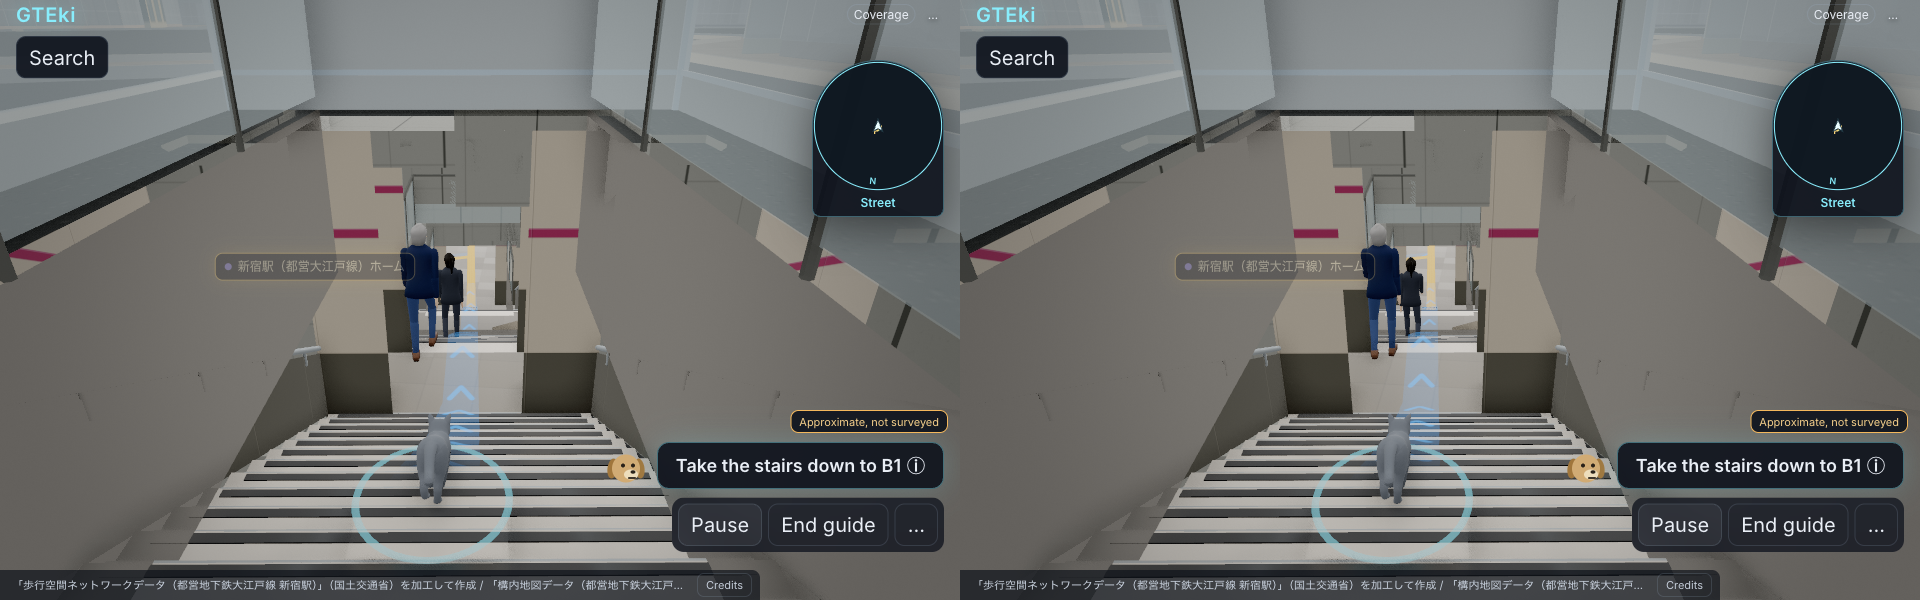 GTEki
Coverage
...
Search
N
Street
新宿駅（都営大江戸線）ホーム
Approximate, not surveyed
Take the stairs down to B1 ⓘ
Pause
End guide
...
「歩行空間ネットワークデータ（都営地下鉄大江戸線 新宿駅）」（国土交通省）を加工して作成 / 「構内地図データ（都営地下鉄大江戸...
Credits
GTEki
Coverage
...
Search
N
Street
新宿駅（都営大江戸線）ホーム
Approximate, not surveyed
Take the stairs down to B1 ⓘ
Pause
End guide
...
「歩行空間ネットワークデータ（都営地下鉄大江戸線 新宿駅）」（国土交通省）を加工して作成 / 「構内地図データ（都営地下鉄大江戸...
Credits